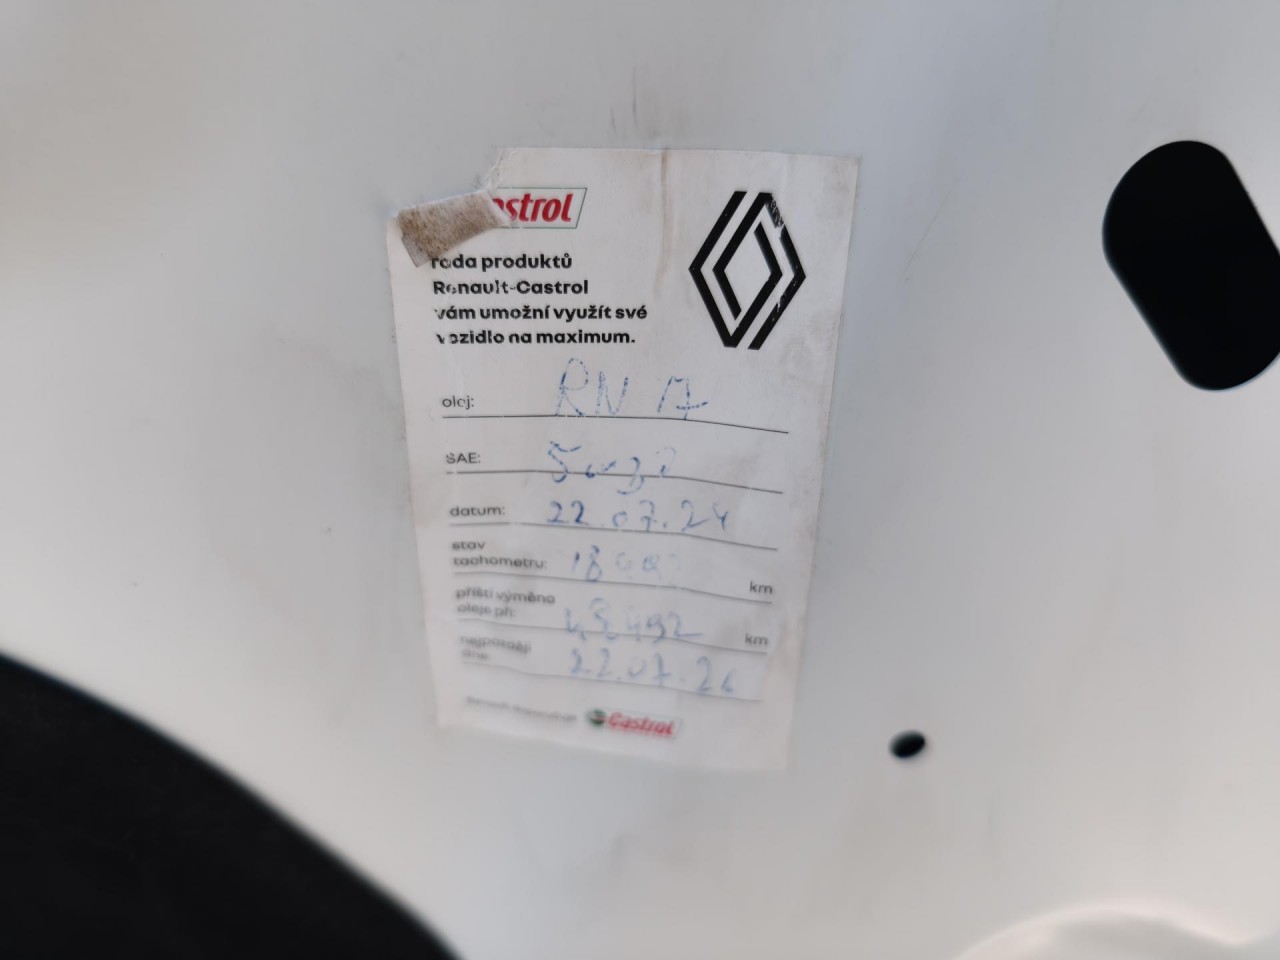 řada produktů
Renault-Castrol
vám umožní využít své
vozidlo na maximum.
olej: RN 17
SAE:
datum: 22.07.24
stav
tachometru: km
příští výměna
oleje při: 48492 km
nejpozději
dne: 22.07.26
Castrol